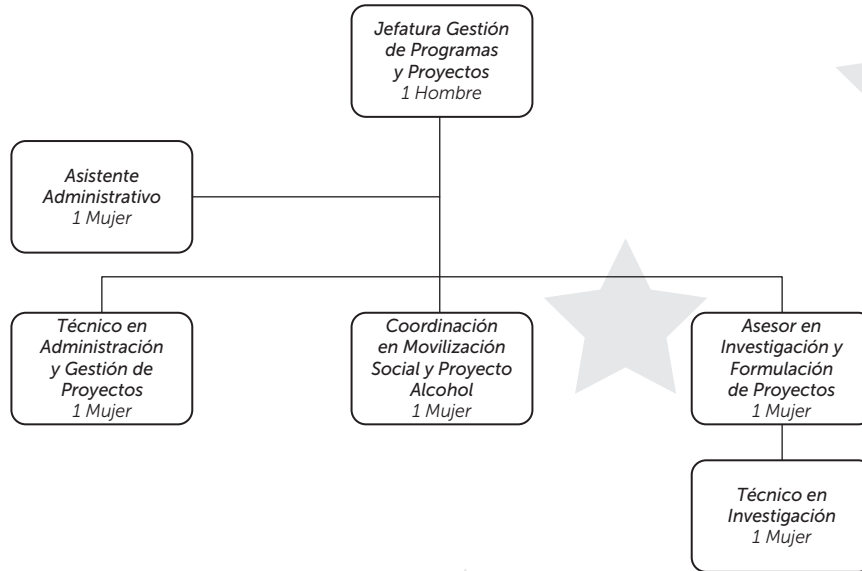 Jefatura Gestión
de Programas
y Proyectos
1 Hombre
Asistente
Administrativo
1 Mujer
Técnico en
Administración
y Gestión de
Proyectos
1 Mujer
Coordinación
en Movilización
Social y Proyecto
Alcohol
1 Mujer
Asesor en
Investigación y
Formulación
de Proyectos
1 Mujer
Técnico en
Investigación
1 Mujer